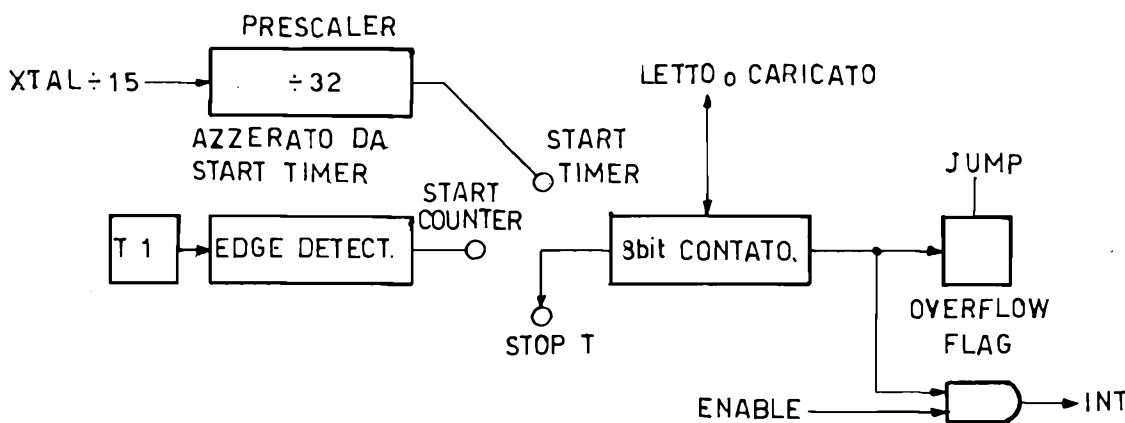 PRESCALER
XTAL÷15
÷32
AZZERATO DA
START TIMER
LETTO o CARICATO
START
TIMER
JUMP
START
COUNTER
T 1
EDGE DETECT.
8bit CONTATO.
STOP T
OVERFLOW
FLAG
ENABLE
INT